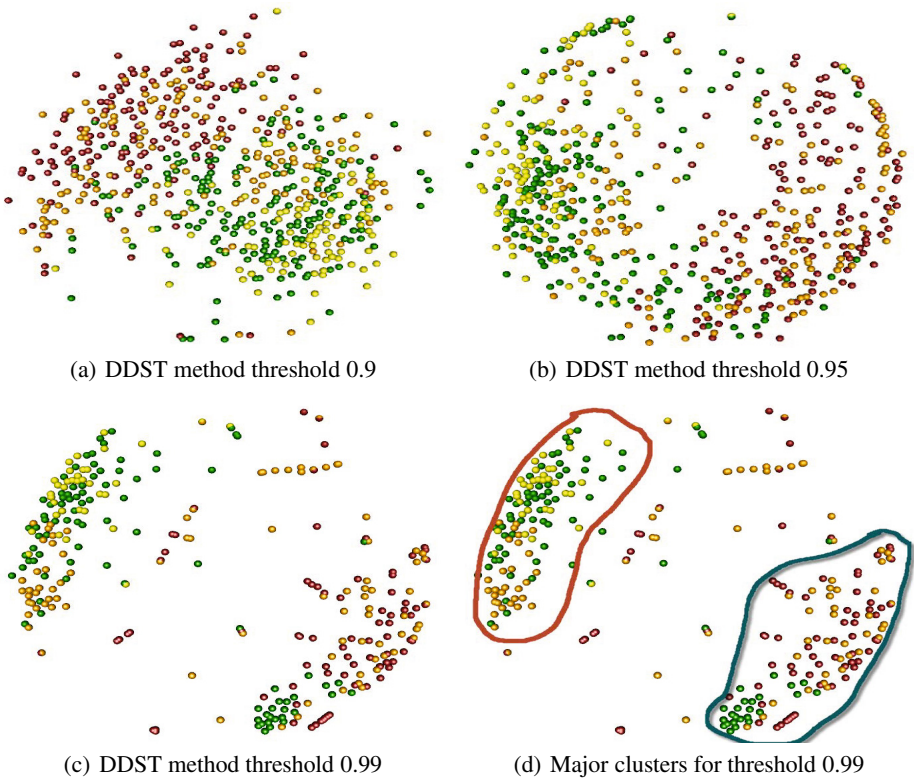 (a) DDST method threshold 0.9
(b) DDST method threshold 0.95
(c) DDST method threshold 0.99
(d) Major clusters for threshold 0.99